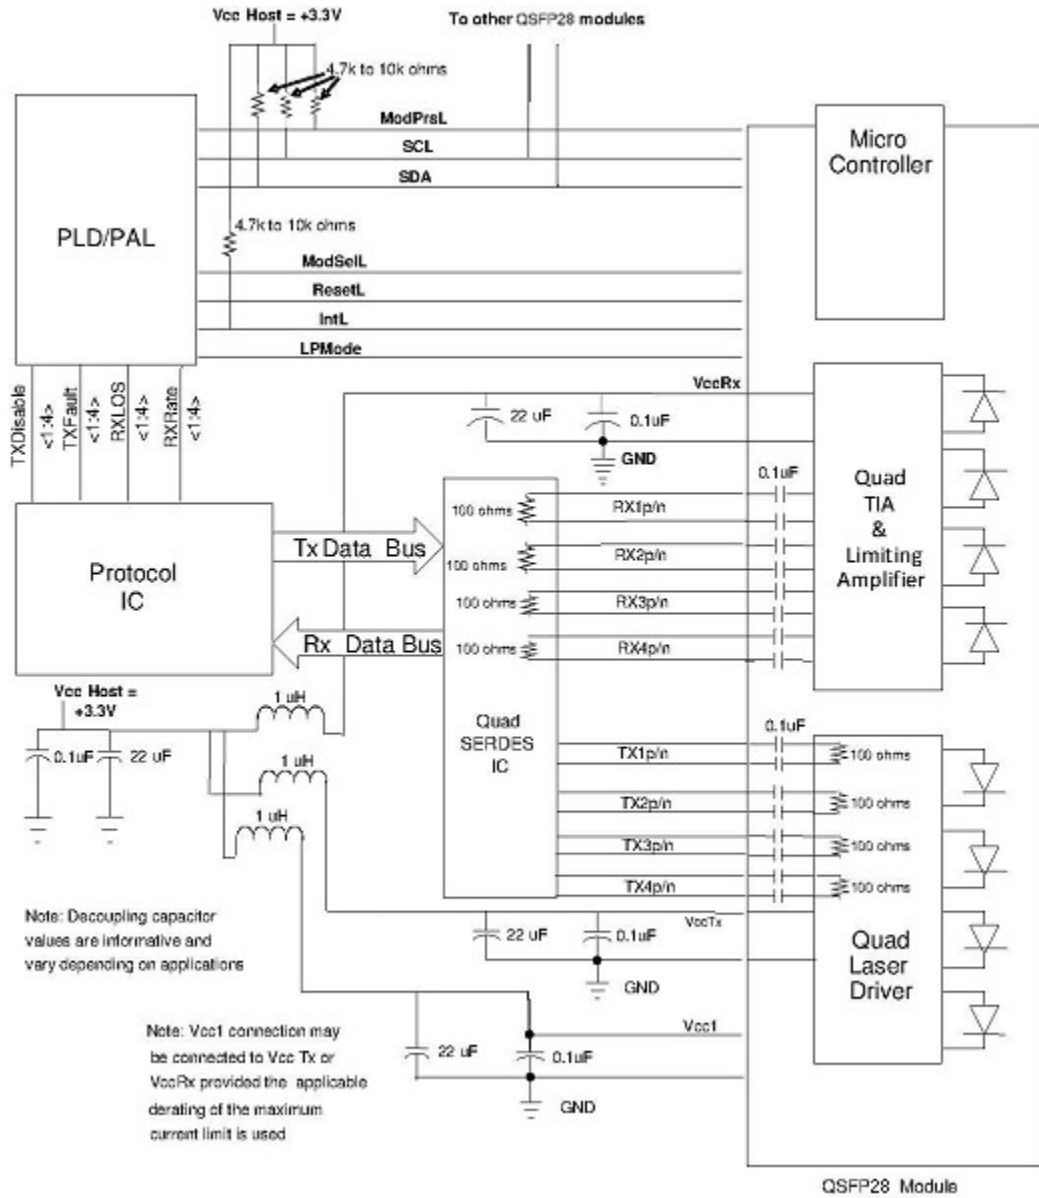 Vcc Host = +3.3V
To other QSFP28 modules
4.7k to 10k ohms
ModPrsL
SCL
SDA
Micro
Controller
PLD/PAL
4.7k to 10k ohms
ModSelL
ResetL
IntL
LPMode
TXDisable
<1:4>
TXFault
<1:4>
RXLOS
<1:4>
RXRate
<1:4>
VccRx
22 uF
0.1uF
GND
0.1uF
Quad
TIA
&
Limiting
Amplifier
100 ohms
RX1p/n
100 ohms
RX2p/n
100 ohms
RX3p/n
100 ohms
RX4p/n
Tx Data Bus
Protocol
IC
Rx Data Bus
Vcc Host =
+3.3V
0.1uF
22 uF
1 uH
1 uH
1 uH
Quad
SERDES
IC
0.1uF
TX1p/n
100 ohms
TX2p/n
100 ohms
TX3p/n
100 ohms
TX4p/n
100 ohms
Note: Decoupling capacitor
values are informative and
vary depending on applications
VccTx
22 uF
0.1uF
GND
Quad
Laser
Driver
Note: Vcc1 connection may
be connected to Vcc Tx or
VccRx provided the applicable
derating of the maximum
current limit is used
Vcc1
22 uF
0.1uF
GND
QSFP28 Module